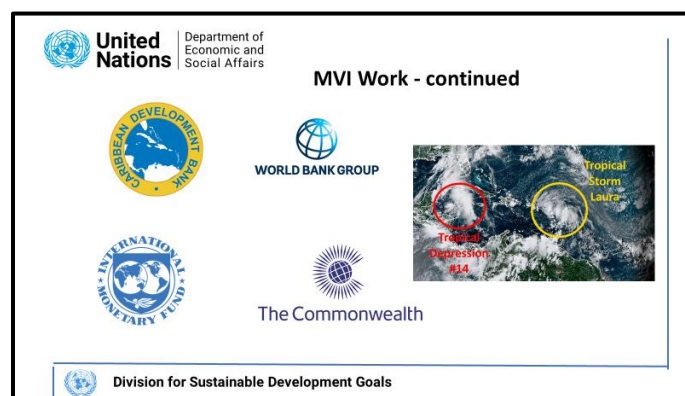 United
Nations
Department of
Economic and
Social Affairs
MVI Work - continued
CARIBBEAN DEVELOPMENT BANK
WORLD BANK GROUP
Tropical
Storm
Laura
Tropical
Depression
#14
INTERNATIONAL
MONETARY FUND
The Commonwealth
Division for Sustainable Development Goals